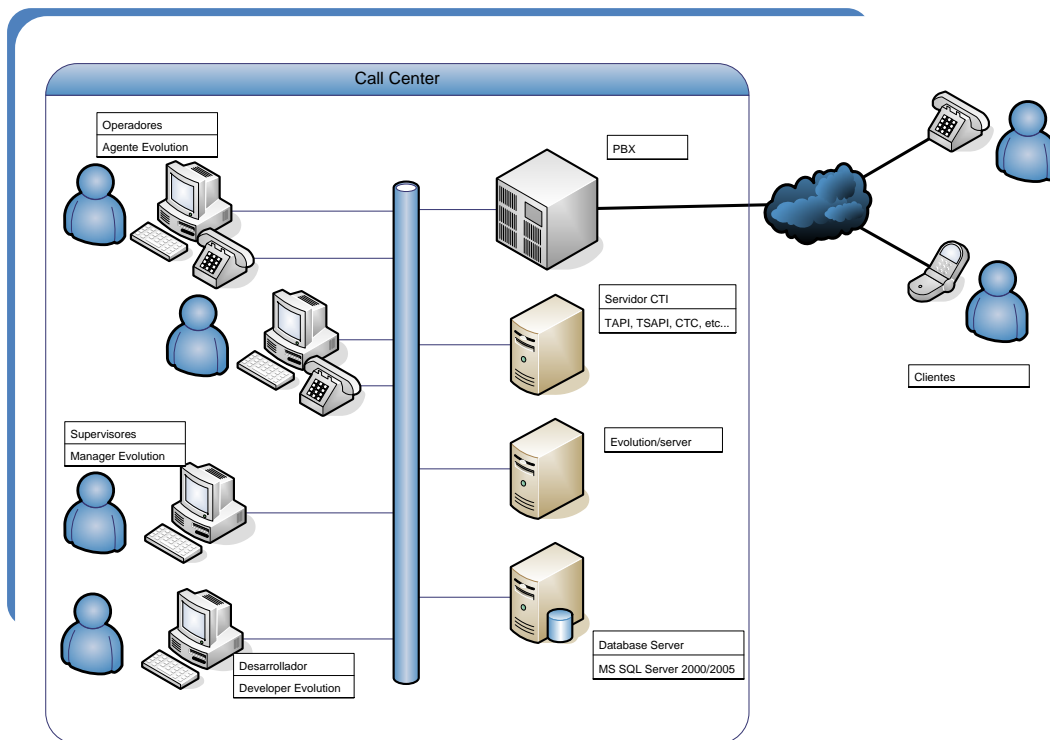 Call Center
Operadores
Agente Evolution
PBX
Servidor CTI
TAPI, TSAPI, CTC, etc...
Clientes
Supervisores
Manager Evolution
Evolution/server
Database Server
MS SQL Server 2000/2005
Desarrollador
Developer Evolution